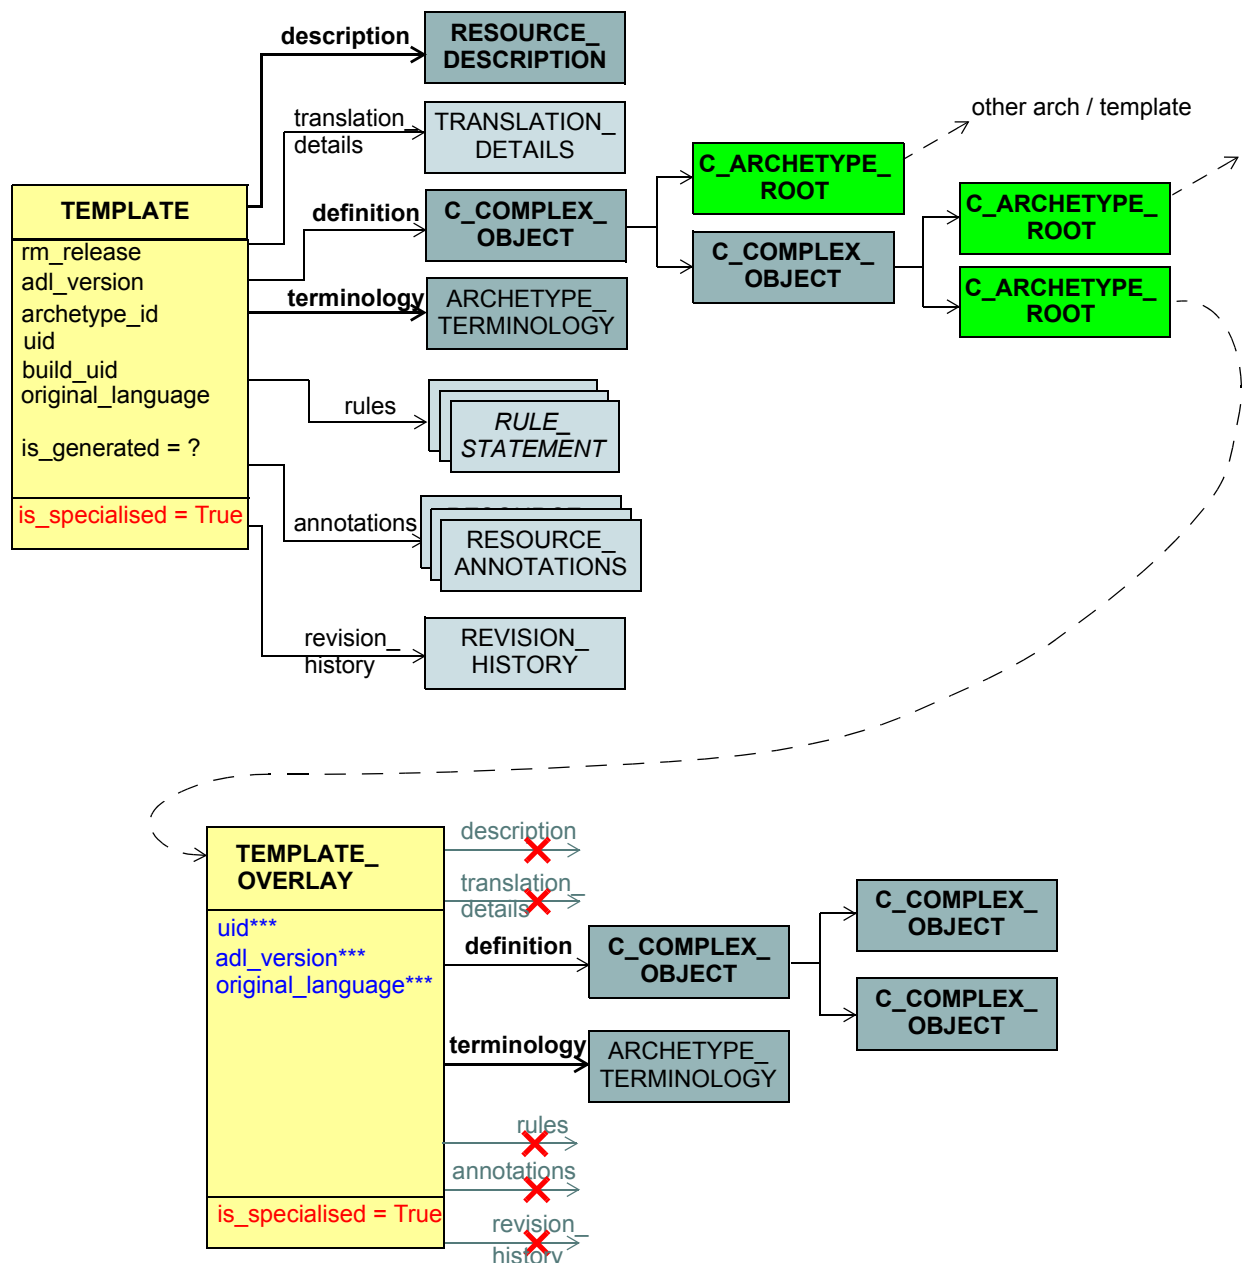 description
RESOURCE_
DESCRIPTION
translation_
details
TRANSLATION_
DETAILS
other arch / template
C_ARCHETYPE_
ROOT
TEMPLATE
definition
C_COMPLEX_
OBJECT
C_COMPLEX_
OBJECT
C_ARCHETYPE_
ROOT
C_ARCHETYPE_
ROOT
rm_release
adl_version
archetype_id
uid
build_uid
original_language
is_generated = ?
is_specialised = True
terminology
ARCHETYPE_
TERMINOLOGY
rules
RULE_
STATEMENT
annotations
RESOURCE_
ANNOTATIONS
revision_
history
REVISION_
HISTORY
TEMPLATE_
OVERLAY
uid***
adl_version***
original_language***
is_specialised = True
description
translation_
details
definition
C_COMPLEX_
OBJECT
C_COMPLEX_
OBJECT
C_COMPLEX_
OBJECT
terminology
ARCHETYPE_
TERMINOLOGY
rules
annotations
revision_
history